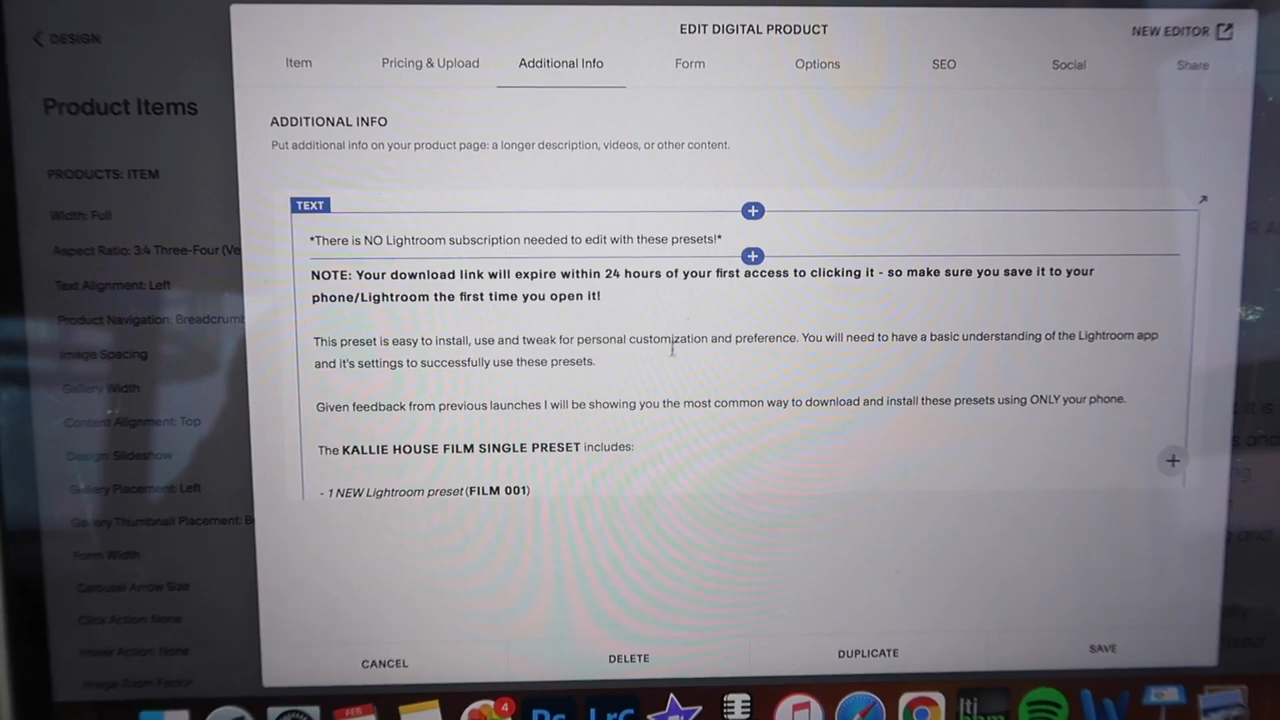 DESIGN
EDIT DIGITAL PRODUCT
NEW EDITOR
Item
Pricing & Upload
Additional Info
Form
Options
SEO
Social
Share
Product Items
PRODUCTS: ITEM
Width: Full
Aspect Ratio: 3:4 Three-Four (Ve
Text Alignment: Left
Product Navigation: Breadcrumb
Image Spacing
Gallery Width
Content Alignment: Top
Design: Slideshow
Gallery Placement: Left
Gallery Thumbnail Placement: B
Form Width
Carousel Arrow Size
Click Action: None
Hover Action: None
Image Zoom Factor
ADDITIONAL INFO
Put additional info on your product page: a longer description, videos, or other content.
TEXT
*There is NO Lightroom subscription needed to edit with these presets!*
NOTE: Your download link will expire within 24 hours of your first access to clicking it - so make sure you save it to your
phone/Lightroom the first time you open it!
This preset is easy to install, use and tweak for personal customization and preference. You will need to have a basic understanding of the Lightroom app
and it's settings to successfully use these presets.
Given feedback from previous launches I will be showing you the most common way to download and install these presets using ONLY your phone.
The KALLIE HOUSE FILM SINGLE PRESET includes:
- 1 NEW Lightroom preset (FILM 001)
CANCEL
DELETE
DUPLICATE
SAVE
FEB
4
Ps
LrC